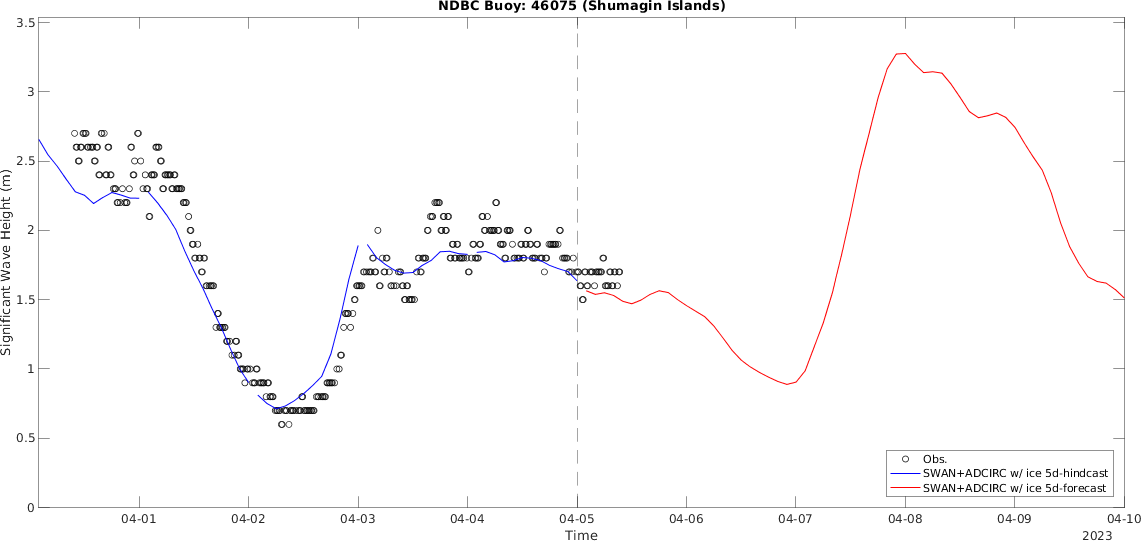 NDBC Buoy: 46075 (Shumagin Islands)
3.5
3
2.5
2
1.5
1
0.5
0
Significant Wave Height (m)
Obs.
SWAN+ADCIRC w/ ice 5d-hindcast
SWAN+ADCIRC w/ ice 5d-forecast
04-01 04-02 04-03 04-04 04-05 04-06 04-07 04-08 04-09 04-10
Time
2023